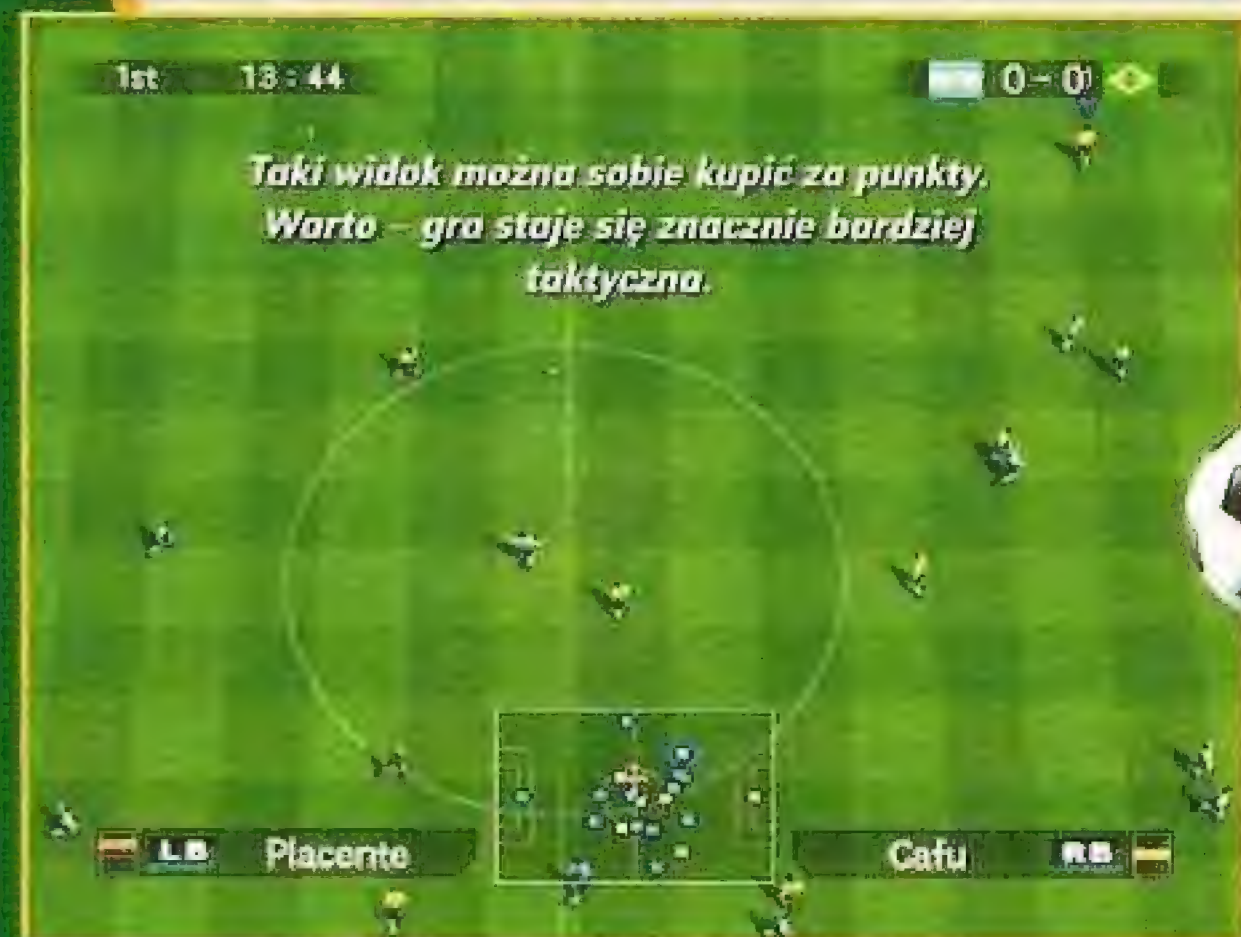 1st 13:44 0-0
Taki widok można sobie kupić za punkty.
Warto – gra staje się znacznie bardziej
taktyczna.
LB Placente Cafu RB